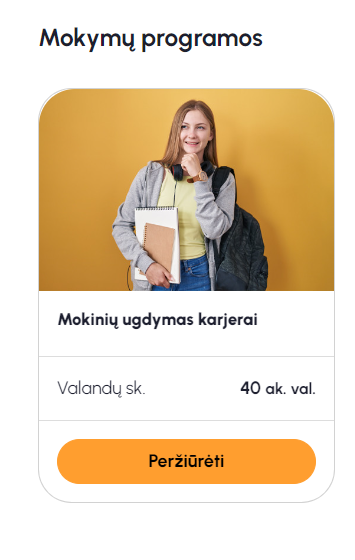 Mokymų programos
Mokinių ugdymas karjerai
Valandų sk. 40 ak. val.
Peržiūrėti